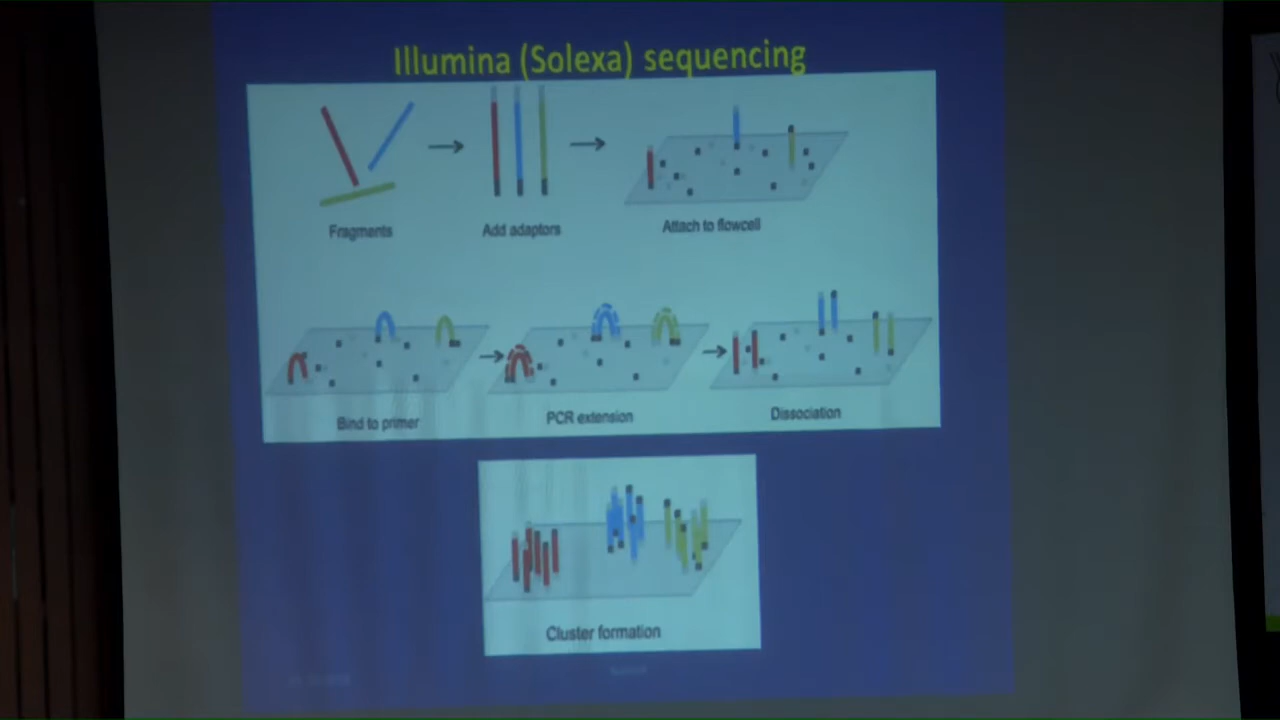 Illumina (Solexa) sequencing
Fragments
Add adaptors
Attach to flowcell
Bind to primer
PCR extension
Dissociation
Cluster formation